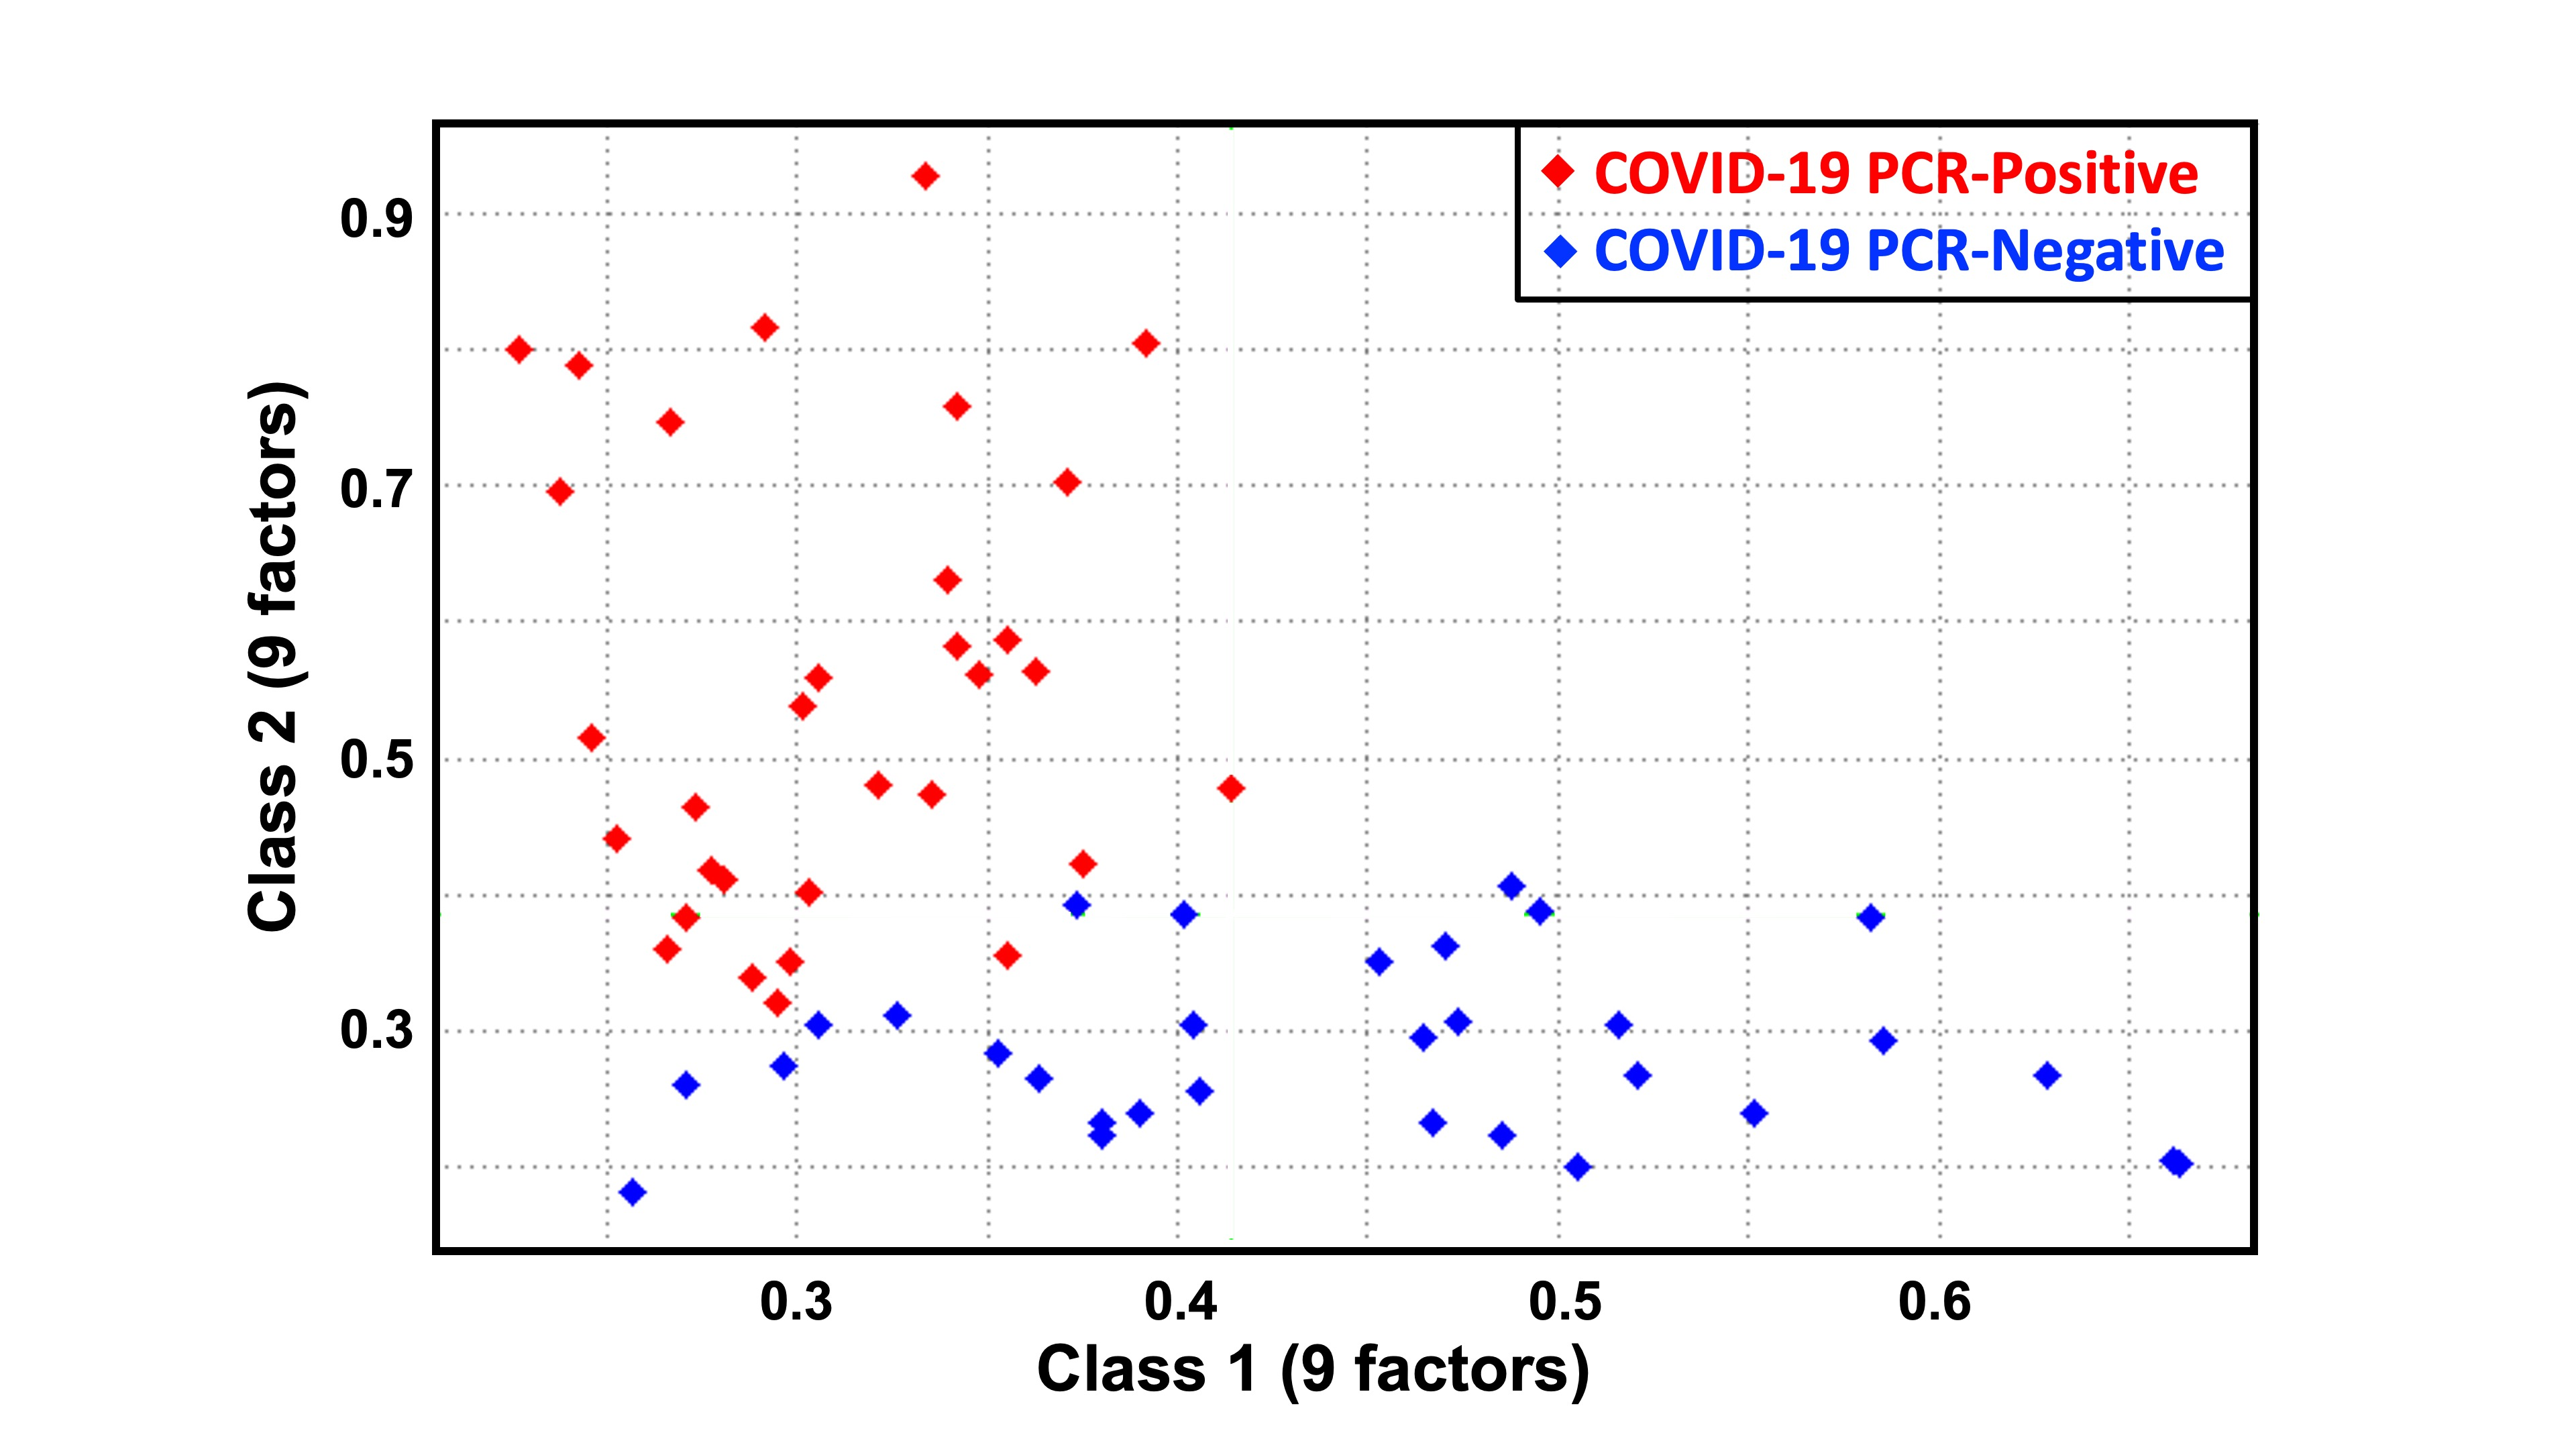 COVID-19 PCR-Positive
COVID-19 PCR-Negative
0.9
0.7
0.5
0.3
Class 2 (9 factors)
0.3 0.4 0.5 0.6
Class 1 (9 factors)